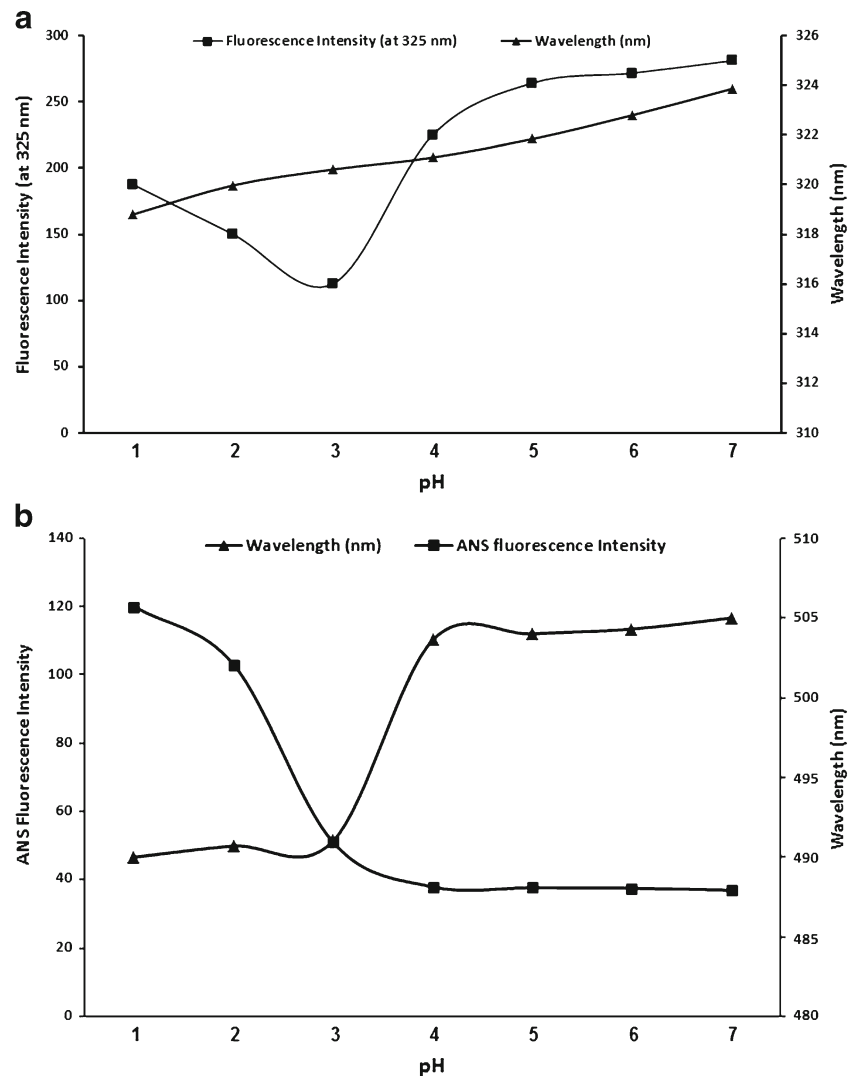 a
Fluorescence Intensity (at 325 nm)
Wavelength (nm)
300
250
200
150
100
50
0
Fluorescence Intensity (at 325 nm)
326
324
322
320
318
316
314
312
310
Wavelength (nm)
1 2 3 4 5 6 7
pH
b
Wavelength (nm)
ANS fluorescence Intensity
140
120
100
80
60
40
20
0
ANS Fluorescence Intensity
510
505
500
495
490
485
480
Wavelength (nm)
1 2 3 4 5 6 7
pH